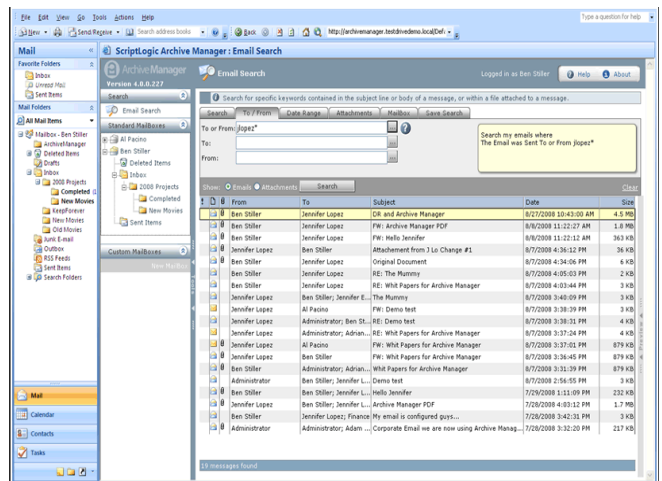 File Edit View Go Tools Actions Help Type a question for help
New Send/Receive Search address books Back http://archivemanager.testdrivedemo.local/Def
Mail «
ScriptLogic Archive Manager : Email Search
Favorite Folders
Inbox
Unread Mail
Sent Items
Mail Folders
All Mail Items
Mailbox - Ben Stiller
ArchiveManager
Deleted Items
Drafts
Inbox
2008 Projects
Completed
New Movies
KeepForever
New Movies
Old Movies
Junk E-mail
Outbox
RSS Feeds
Sent Items
Search Folders
Mail
Calendar
Contacts
Tasks
ArchiveManager
Version 4.0.0.227
Search
Email Search
Standard MailBoxes
Al Pacino
Ben Stiller
Deleted Items
Inbox
2008 Projects
Completed
New Movies
Sent Items
Custom MailBoxes
New MailBox
Email Search Logged in as Ben Stiller Help About
Search for specific keywords contained in the subject line or body of a message, or within a file attached to a message.
Search To / From Date Range Attachments MailBox Save Search
To or From: jlopez* ... ?
To: ...
From: ...
Search my emails where
The Email was Sent To or From jlopez*
Show: Emails Attachments Search Clear
! From To Subject Date Size
Ben Stiller Jennifer Lopez DR and Archive Manager 8/27/2008 10:43:00 AM 4.5 MB
Ben Stiller Jennifer Lopez FW: Archive Manager PDF 8/8/2008 11:22:27 AM 1.8 MB
Ben Stiller Jennifer Lopez FW: Hello Jennifer 8/8/2008 11:22:12 AM 363 KB
Jennifer Lopez Ben Stiller Attachement from J Lo Change #1 8/7/2008 4:36:12 PM 36 KB
Ben Stiller Jennifer Lopez Original Document 8/7/2008 4:34:06 PM 6 KB
Ben Stiller Jennifer Lopez RE: The Mummy 8/7/2008 4:05:03 PM 2 KB
Ben Stiller Jennifer Lopez RE: Whit Papers for Archive Manager 8/7/2008 4:03:44 PM 3 KB
Jennifer Lopez Ben Stiller; Jennifer E... The Mummy 8/7/2008 3:40:09 PM 3 KB
Jennifer Lopez Al Pacino FW: Demo test 8/7/2008 3:38:39 PM 3 KB
Jennifer Lopez Administrator; Ben St... RE: Demo test 8/7/2008 3:38:31 PM 4 KB
Jennifer Lopez Administrator; Adrian... RE: Whit Papers for Archive Manager 8/7/2008 3:37:24 PM 4 KB
Al Pacino Jennifer Lopez FW: Whit Papers for Archive Manager 8/7/2008 3:37:01 PM 879 KB
Jennifer Lopez Ben Stiller FW: Whit Papers for Archive Manager 8/7/2008 3:36:45 PM 879 KB
Ben Stiller Administrator; Adrian... Whit Papers for Archive Manager 8/7/2008 3:31:39 PM 879 KB
Administrator Ben Stiller; Jennifer L... Demo test 8/7/2008 2:56:55 PM 3 KB
Ben Stiller Ben Stiller; Jennifer L... Hello Jennifer 7/29/2008 1:11:09 PM 232 KB
Jennifer Lopez Ben Stiller; Jennifer L... Archive Manager PDF 7/28/2008 4:03:12 PM 1.7 MB
Ben Stiller Jennifer Lopez; Finance My email is configured guys... 7/28/2008 3:42:31 PM 3 KB
Administrator Administrator; Adam ... Corporate Email we are now using Archive Manag... 7/28/2008 3:32:20 PM 217 KB
Preview
19 messages found